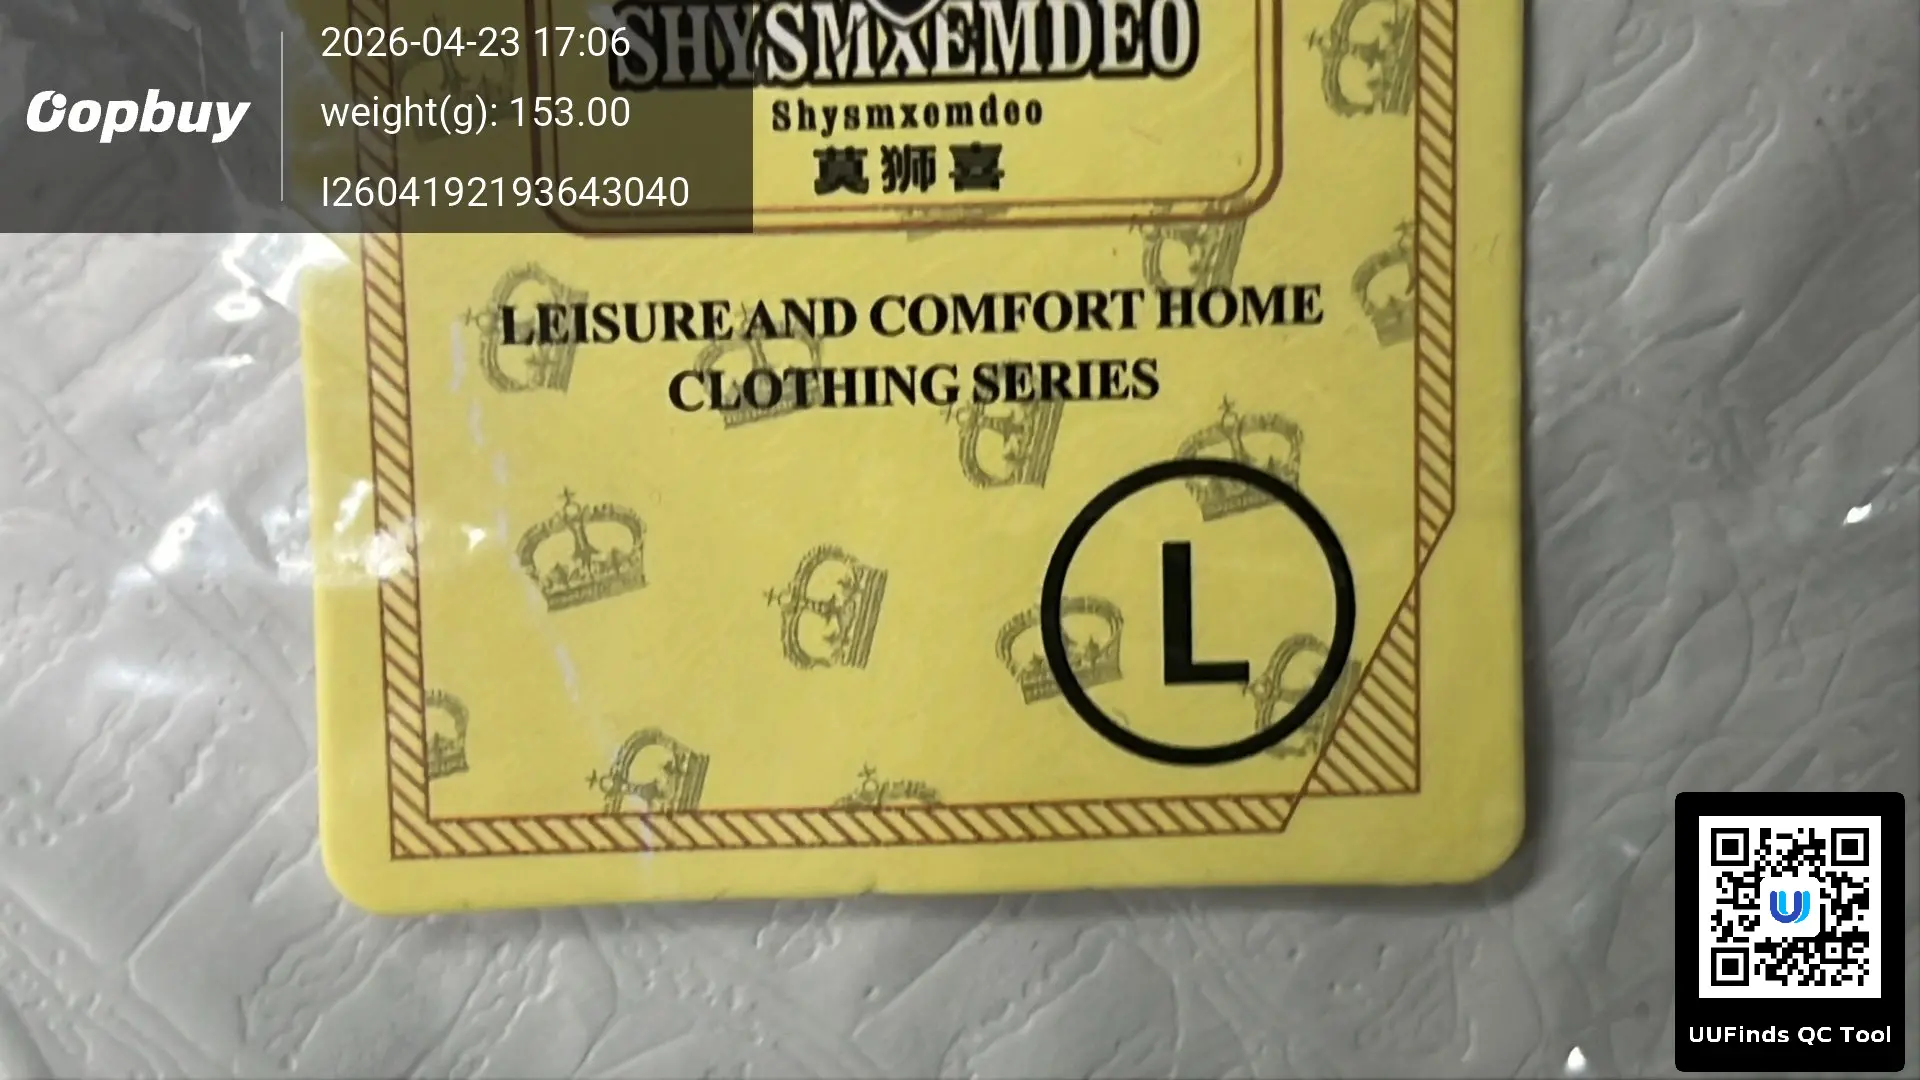 2026-04-23 17:06
Oopbuy
weight(g): 153.00
I2604192193643040
SHYSMXEMDEO
Shysmxemdeo
莫狮喜
LEISURE AND COMFORT HOME
CLOTHING SERIES
L
UUFinds QC Tool